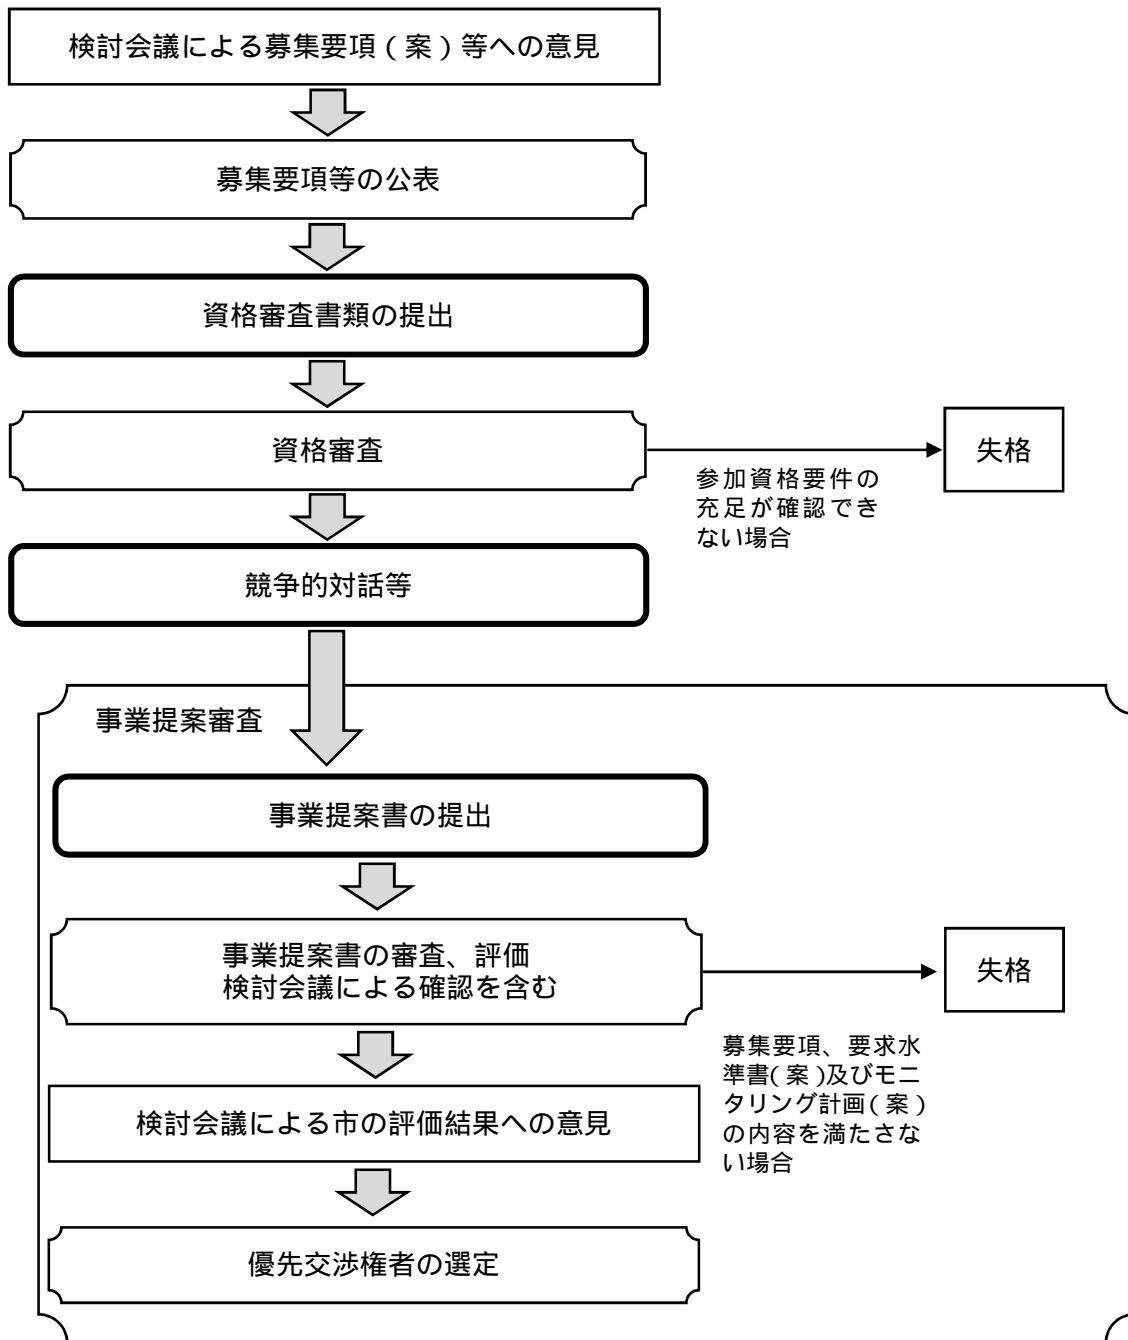 検討会議による募集要項(案)等への意見
募集要項等の公表
資格審査書類の提出
資格審査
失格
参加資格要件の
充足が確認でき
ない場合
競争的対話等
事業提案審査
事業提案書の提出
事業提案書の審査、評価
検討会議による確認を含む
失格
募集要項、要求水
準書(案)及びモニ
タリング計画(案)
の内容を満たさな
い場合
検討会議による市の評価結果への意見
優先交渉権者の選定